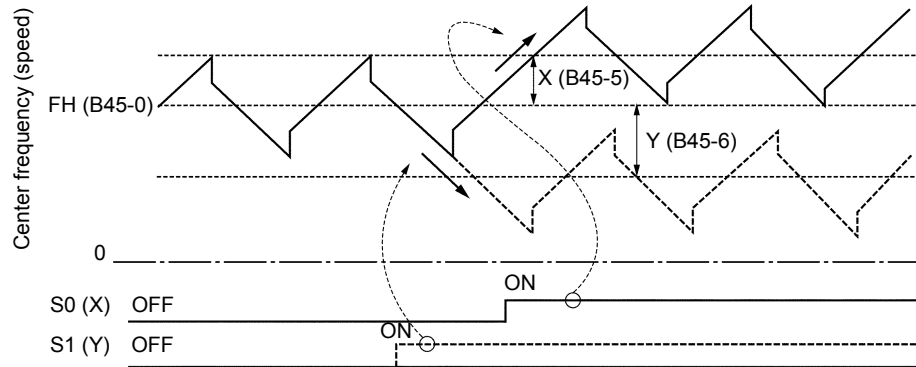 Center frequency (speed)
X (B45-5)
FH (B45-0)
Y (B45-6)
0
ON
S0 (X) OFF
ON
S1 (Y) OFF